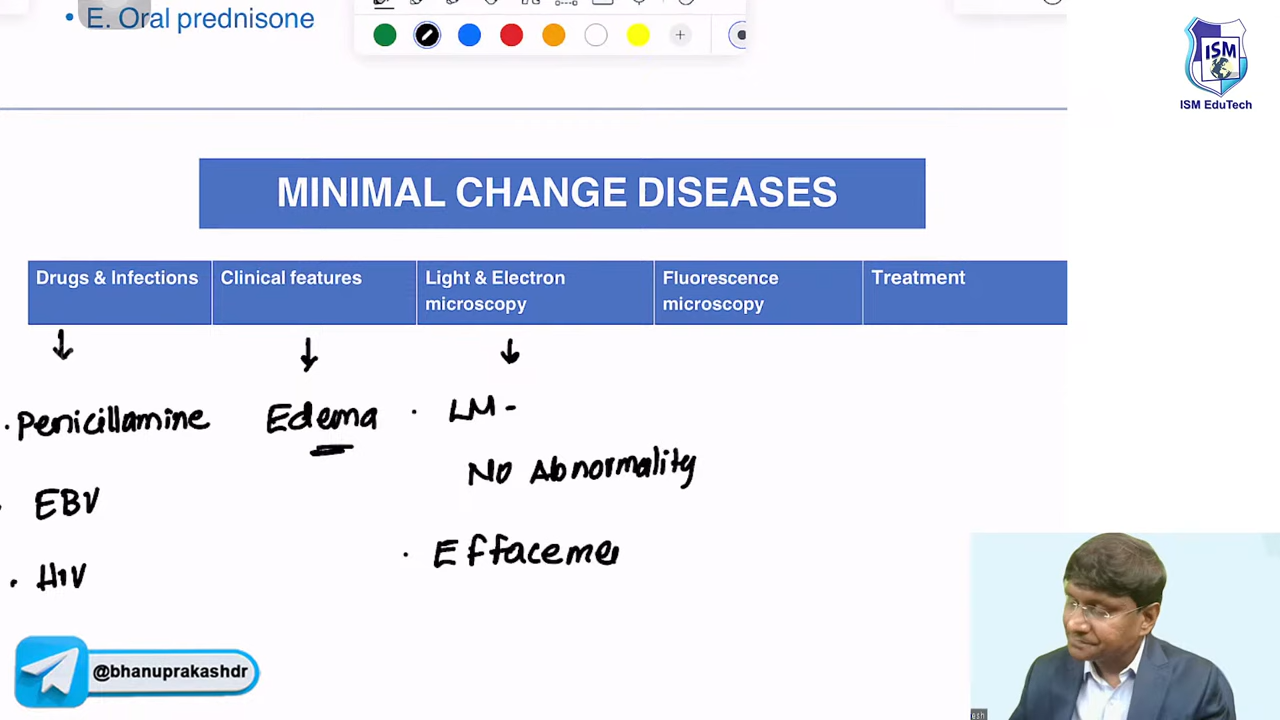 • E. Oral prednisone
ISM
ISM EduTech
MINIMAL CHANGE DISEASES
Drugs & Infections
Clinical features
Light & Electron
microscopy
Fluorescence
microscopy
Treatment
· Penicillamine
EBV
· HIV
Edema
· LM -
No Abnormality
· Effaceme
@bhanuprakashdr